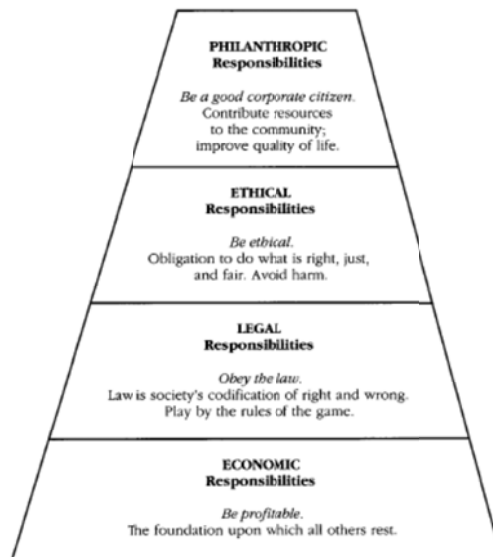 PHILANTHROPIC
Responsibilities
Be a good corporate citizen.
Contribute resources
to the community;
improve quality of life.
ETHICAL
Responsibilities
Be ethical.
Obligation to do what is right, just,
and fair. Avoid harm.
LEGAL
Responsibilities
Obey the law.
Law is society's codification of right and wrong.
Play by the rules of the game.
ECONOMIC
Responsibilities
Be profitable.
The foundation upon which all others rest.